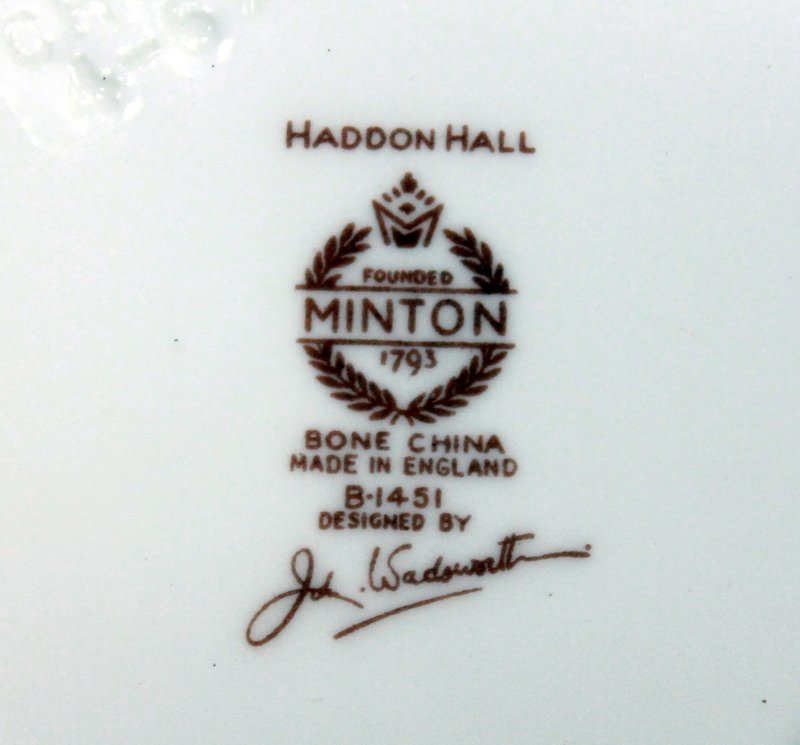 HADDON HALL
FOUNDED
MINTON
1793
BONE CHINA
MADE IN ENGLAND
B·1451
DESIGNED BY
John Wadsworth